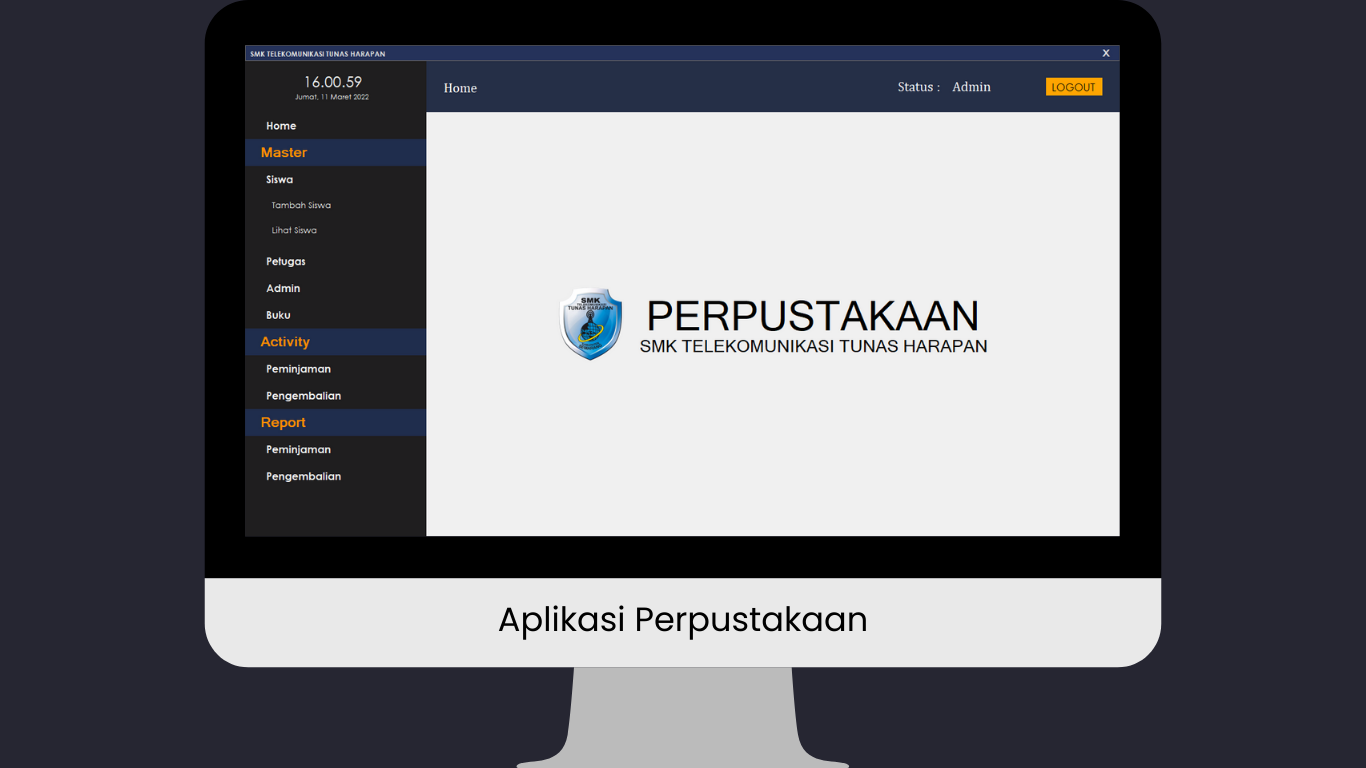 SMK TELEKOMUNIKASI TUNAS HARAPAN
X
16.00.59
Jumat, 11 Maret 2022
Home
Status : Admin
LOGOUT
Home
Master
Siswa
Tambah Siswa
Lihat Siswa
Petugas
Admin
Buku
Activity
Peminjaman
Pengembalian
Report
Peminjaman
Pengembalian
SMK
TUNAS HARAPAN
PERPUSTAKAAN
SMK TELEKOMUNIKASI TUNAS HARAPAN
Aplikasi Perpustakaan